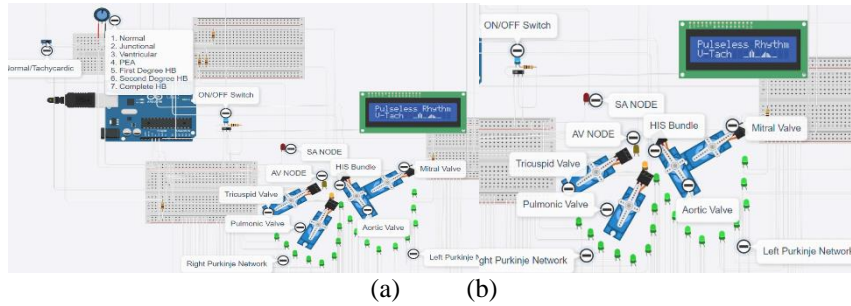 1. Normal
2. Junctional
3. Ventricular
4. PEA
5. First Degree HB
6. Second Degree HB
7. Complete HB
Normal/Tachycardic
ON/OFF Switch
Pulseless Rhythm
V-Tach
SA NODE
AV NODE
HIS Bundle
Mitral Valve
Tricuspid Valve
Pulmonic Valve
Aortic Valve
Right Purkinje Network
Left Purkinje N
ON/OFF Switch
Pulseless Rhythm
V-Tach
SA NODE
AV NODE
HIS Bundle
Mitral Valve
Tricuspid Valve
Pulmonic Valve
Aortic Valve
Left Purkinje Network
ght Purkinje Network
(a) (b)